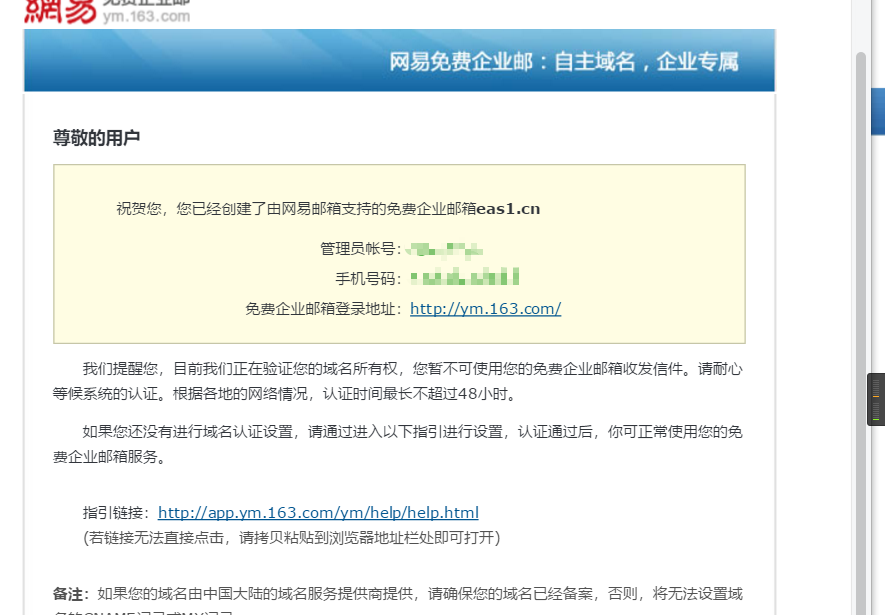 網易 免费企业邮
ym.163.com
网易免费企业邮：自主域名，企业专属
尊敬的用户
祝贺您，您已经创建了由网易邮箱支持的免费企业邮箱eas1.cn
管理员帐号：
手机号码：
免费企业邮箱登录地址：http://ym.163.com/
我们提醒您，目前我们正在验证您的域名所有权，您暂不可使用您的免费企业邮箱收发信件。请耐心
等候系统的认证。根据各地的网络情况，认证时间最长不超过48小时。
如果您还没有进行域名认证设置，请通过进入以下指引进行设置，认证通过后，你可正常使用您的免
费企业邮箱服务。
指引链接：http://app.ym.163.com/ym/help/help.html
(若链接无法直接点击，请拷贝粘贴到浏览器地址栏处即可打开)
备注：如果您的域名由中国大陆的域名服务提供商提供，请确保您的域名已经备案，否则，将无法设置域
名的CNAME记录或MX记录